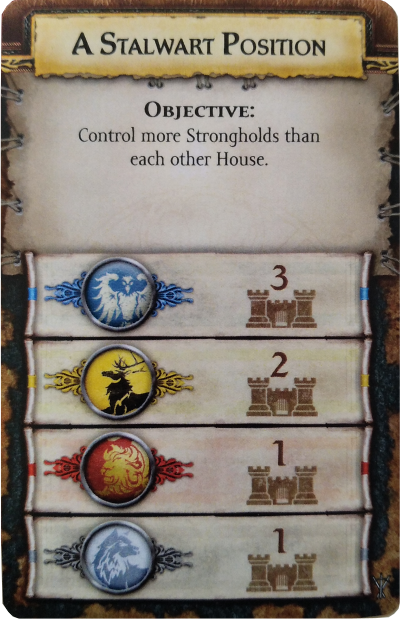 A STALWART POSITION
OBJECTIVE:
Control more Strongholds than
each other House.
3
2
1
1